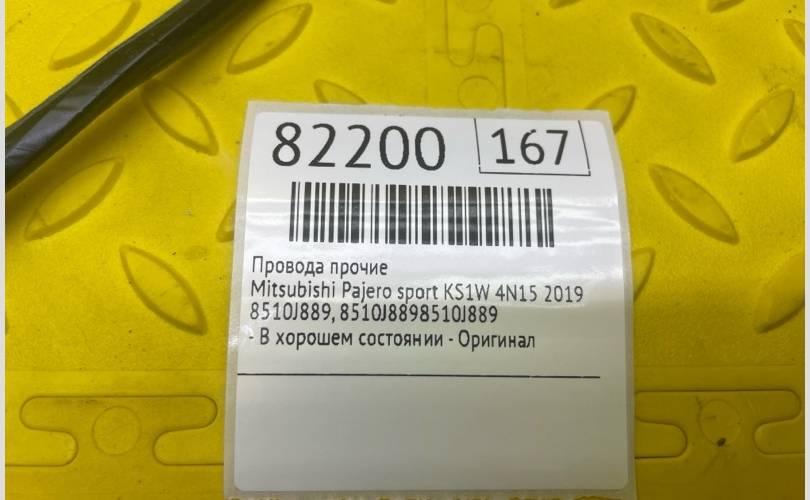 82200 167
Провода прочие
Mitsubishi Pajero sport KS1W 4N15 2019
8510J889, 8510J8898510J889
- В хорошем состоянии - Оригинал